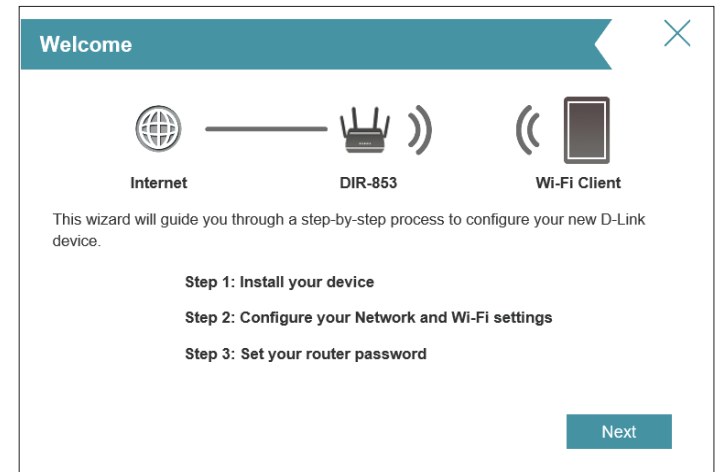 Welcome
Internet
DIR-853
Wi-Fi Client
This wizard will guide you through a step-by-step process to configure your new D-Link
device.
Step 1: Install your device
Step 2: Configure your Network and Wi-Fi settings
Step 3: Set your router password
Next